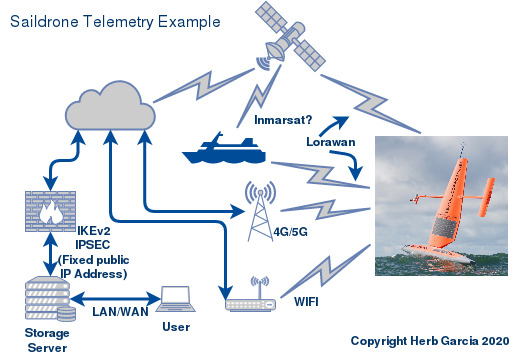 Saildrone Telemetry Example
Inmarsat?
Lorawan
IKEv2
IPSEC
(Fixed public
IP Address)
4G/5G
LAN/WAN
User
WIFI
Storage
Server
Copyright Herb Garcia 2020